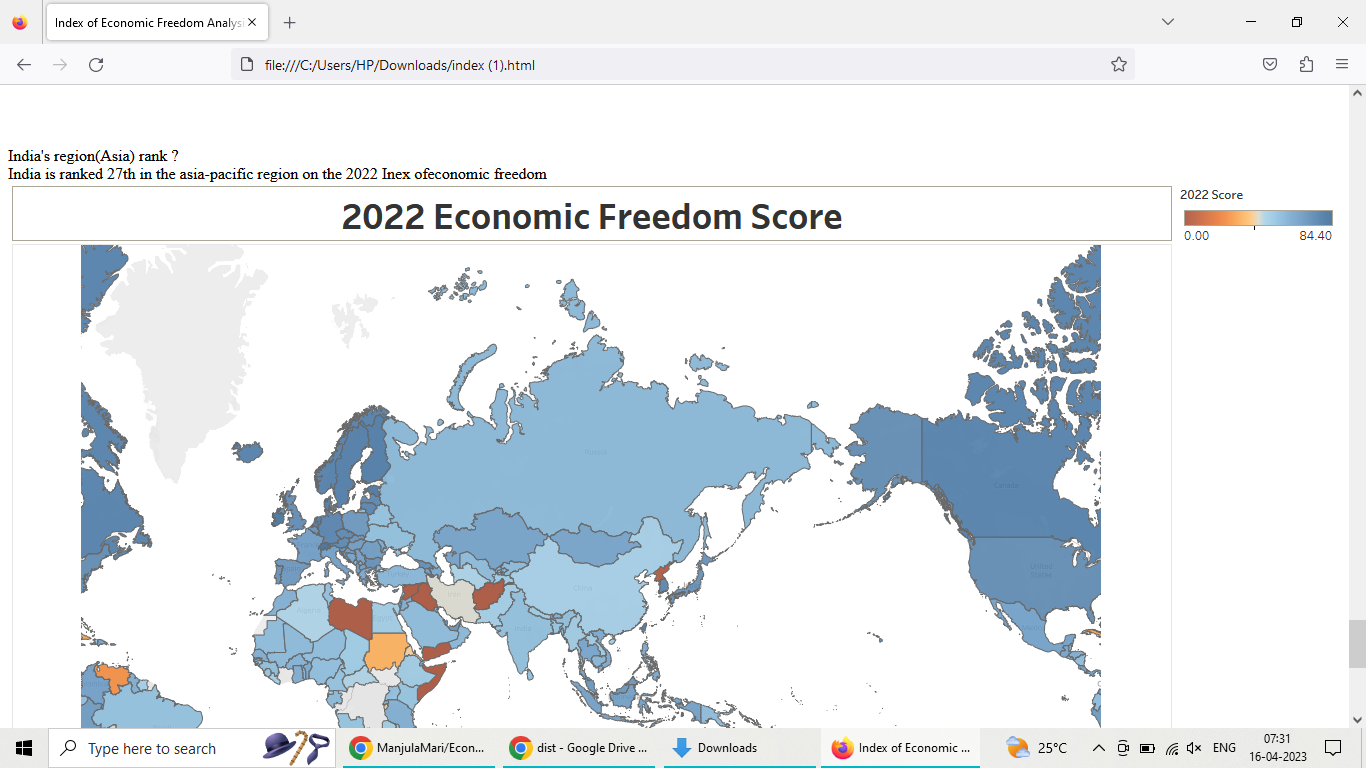 Index of Economic Freedom Analysi
file:///C:/Users/HP/Downloads/index (1).html
India's region(Asia) rank ?
India is ranked 27th in the asia-pacific region on the 2022 Inex ofeconomic freedom
2022 Economic Freedom Score
2022 Score
0.00 84.40
Russia
Canada
United
States
China
Algeria
Iran
India
Type here to search
ManjulaMari/Econ...
dist - Google Drive ...
Downloads
Index of Economic ...
25°C
ENG
07:31
16-04-2023